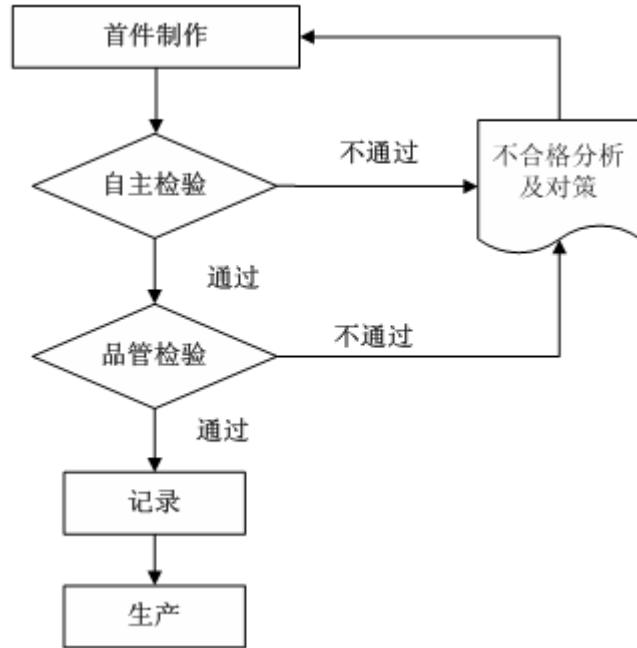 首件制作
不通过
不合格分析
及对策
自主检验
通过
不通过
品管检验
通过
记录
生产